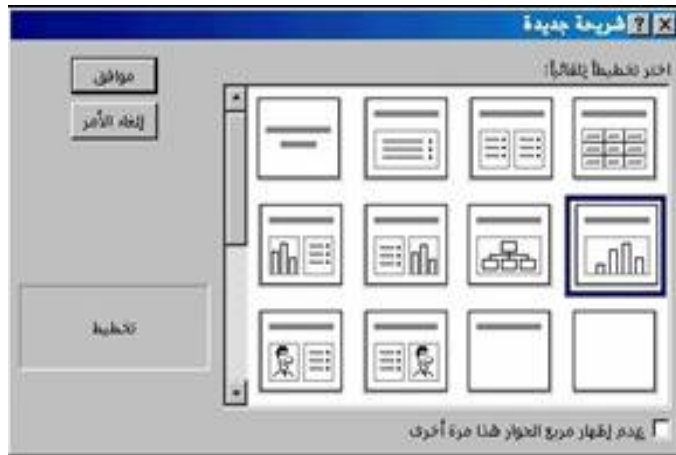 شريحة جديدة
اختر تخطيطاً تلقائياً:
موافق
إلغاء الأمر
تخطيط
عدم إظهار مربع الحوار هذا مرة أخرى